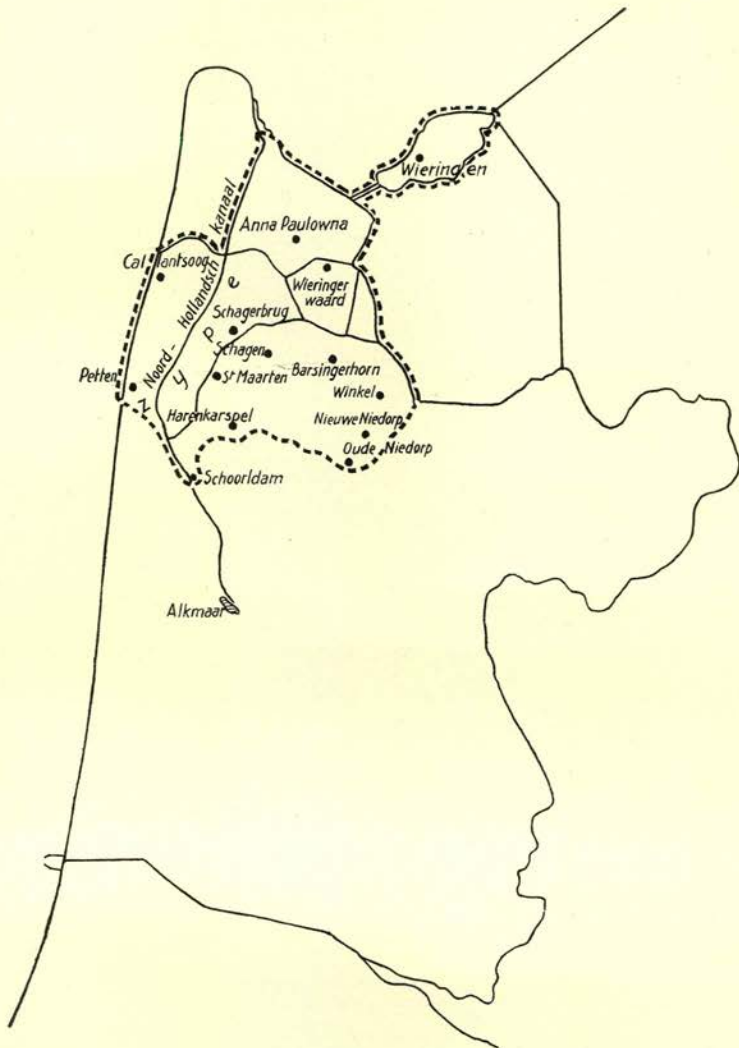 Wieringen
Anna Paulowna
Callantsoog
Noord-Hollandsch kanaal
Wieringer
waard
Zype
Schagerbrug
Schagen
Barsingerhorn
Petten
St Maarten
Winkel
Harenkarspel
Nieuwe Niedorp
Oude Niedorp
Schoorldam
Alkmaar